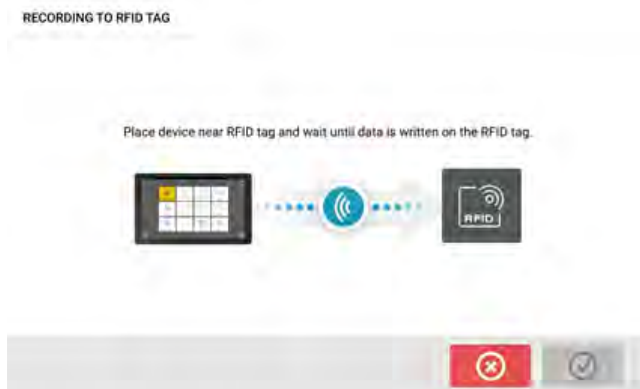 RECORDING TO RFID TAG
Place device near RFID tag and wait until data is written on the RFID tag.
RFID